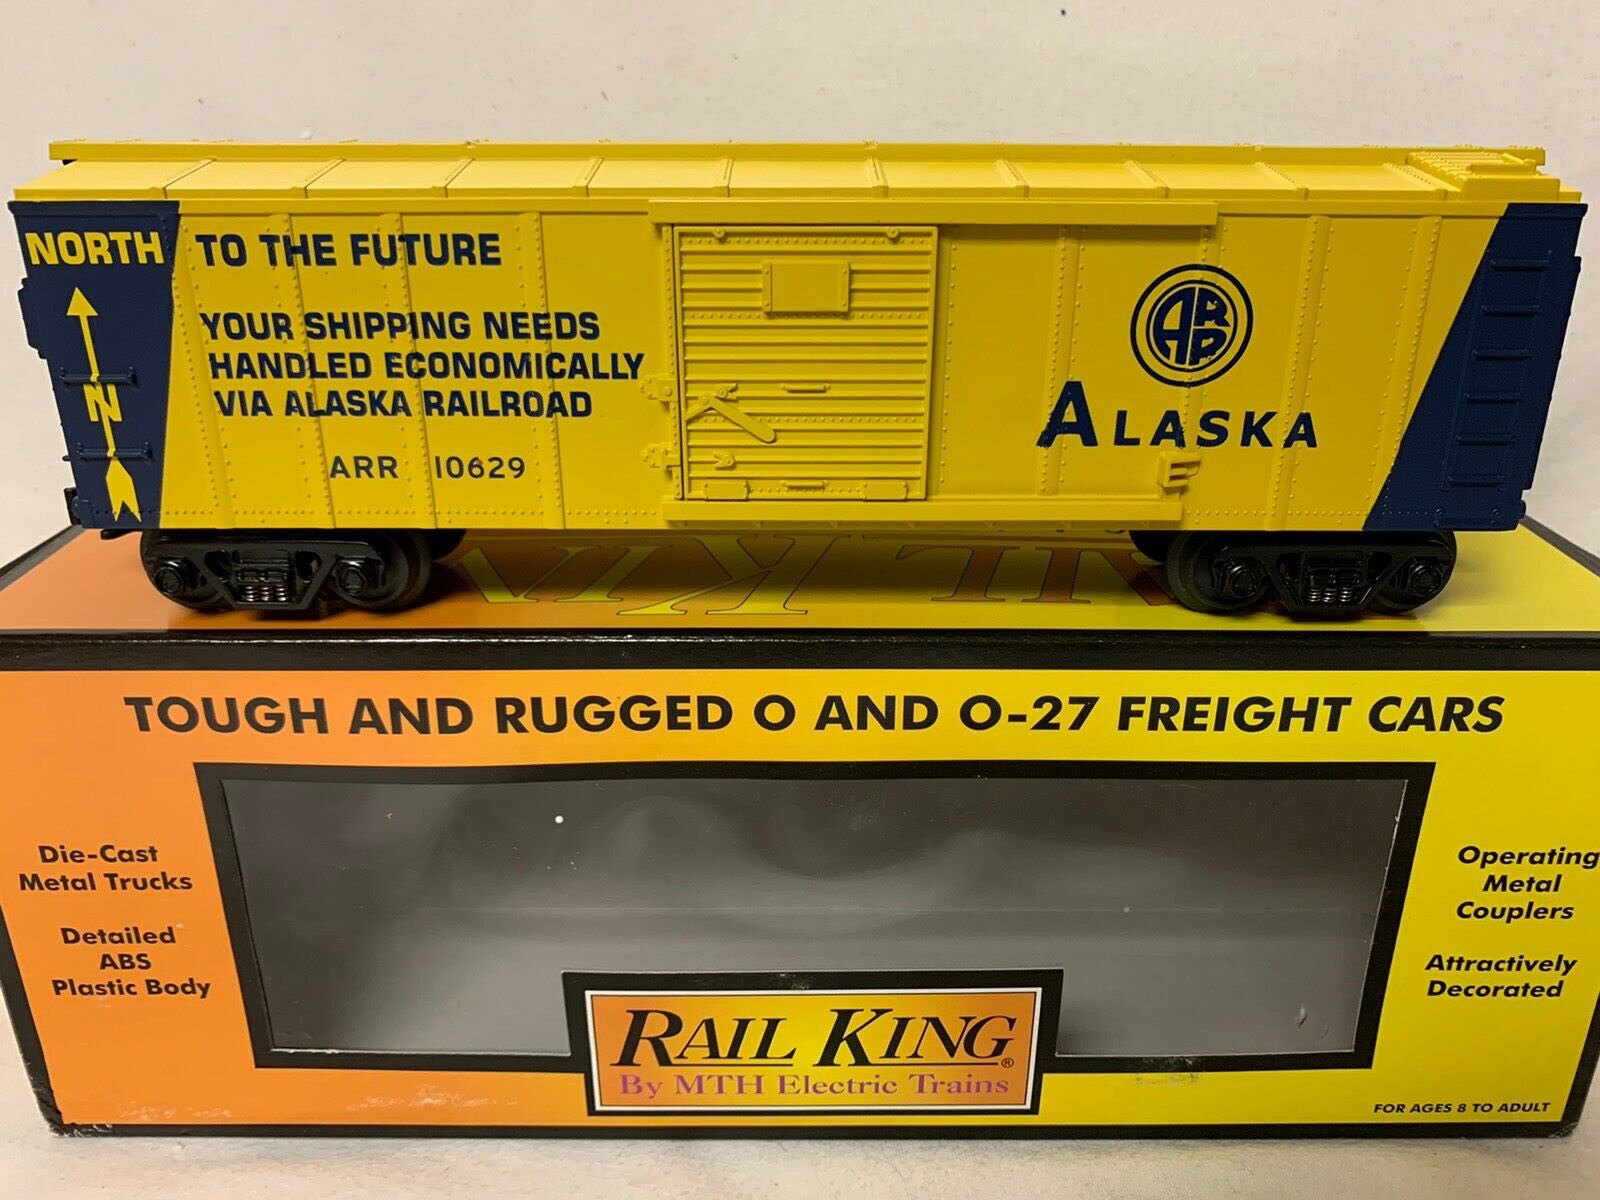 NORTH TO THE FUTURE
N
YOUR SHIPPING NEEDS
HANDLED ECONOMICALLY
VIA ALASKA RAILROAD
ARR 10629
ARR
ALASKA
RAIL KIN
TOUGH AND RUGGED O AND O-27 FREIGHT CARS
Die-Cast
Metal Trucks
Detailed
ABS
Plastic Body
Operating
Metal
Couplers
Attractively
Decorated
RAIL KING®
By MTH Electric Trains
FOR AGES 8 TO ADULT